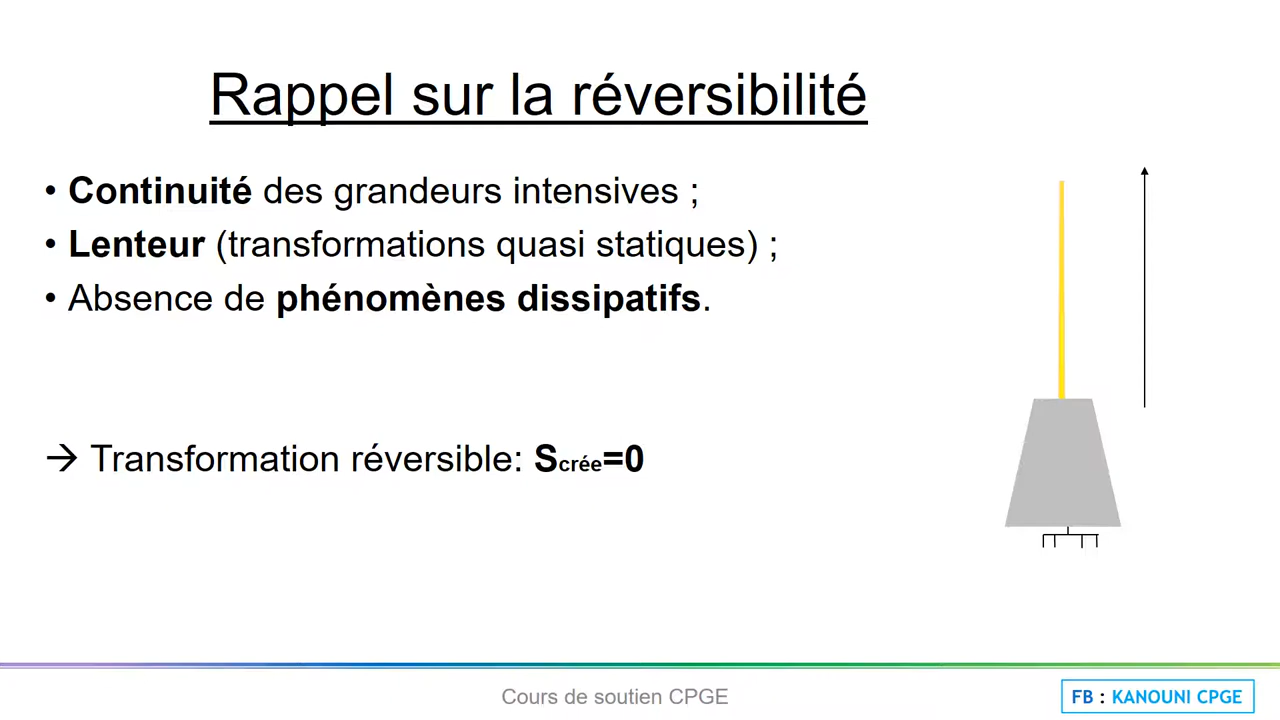 Rappel sur la réversibilité
• Continuité des grandeurs intensives ;
• Lenteur (transformations quasi statiques) ;
• Absence de phénomènes dissipatifs.
→ Transformation réversible: Scrée=0
Cours de soutien CPGE
FB : KANOUNI CPGE